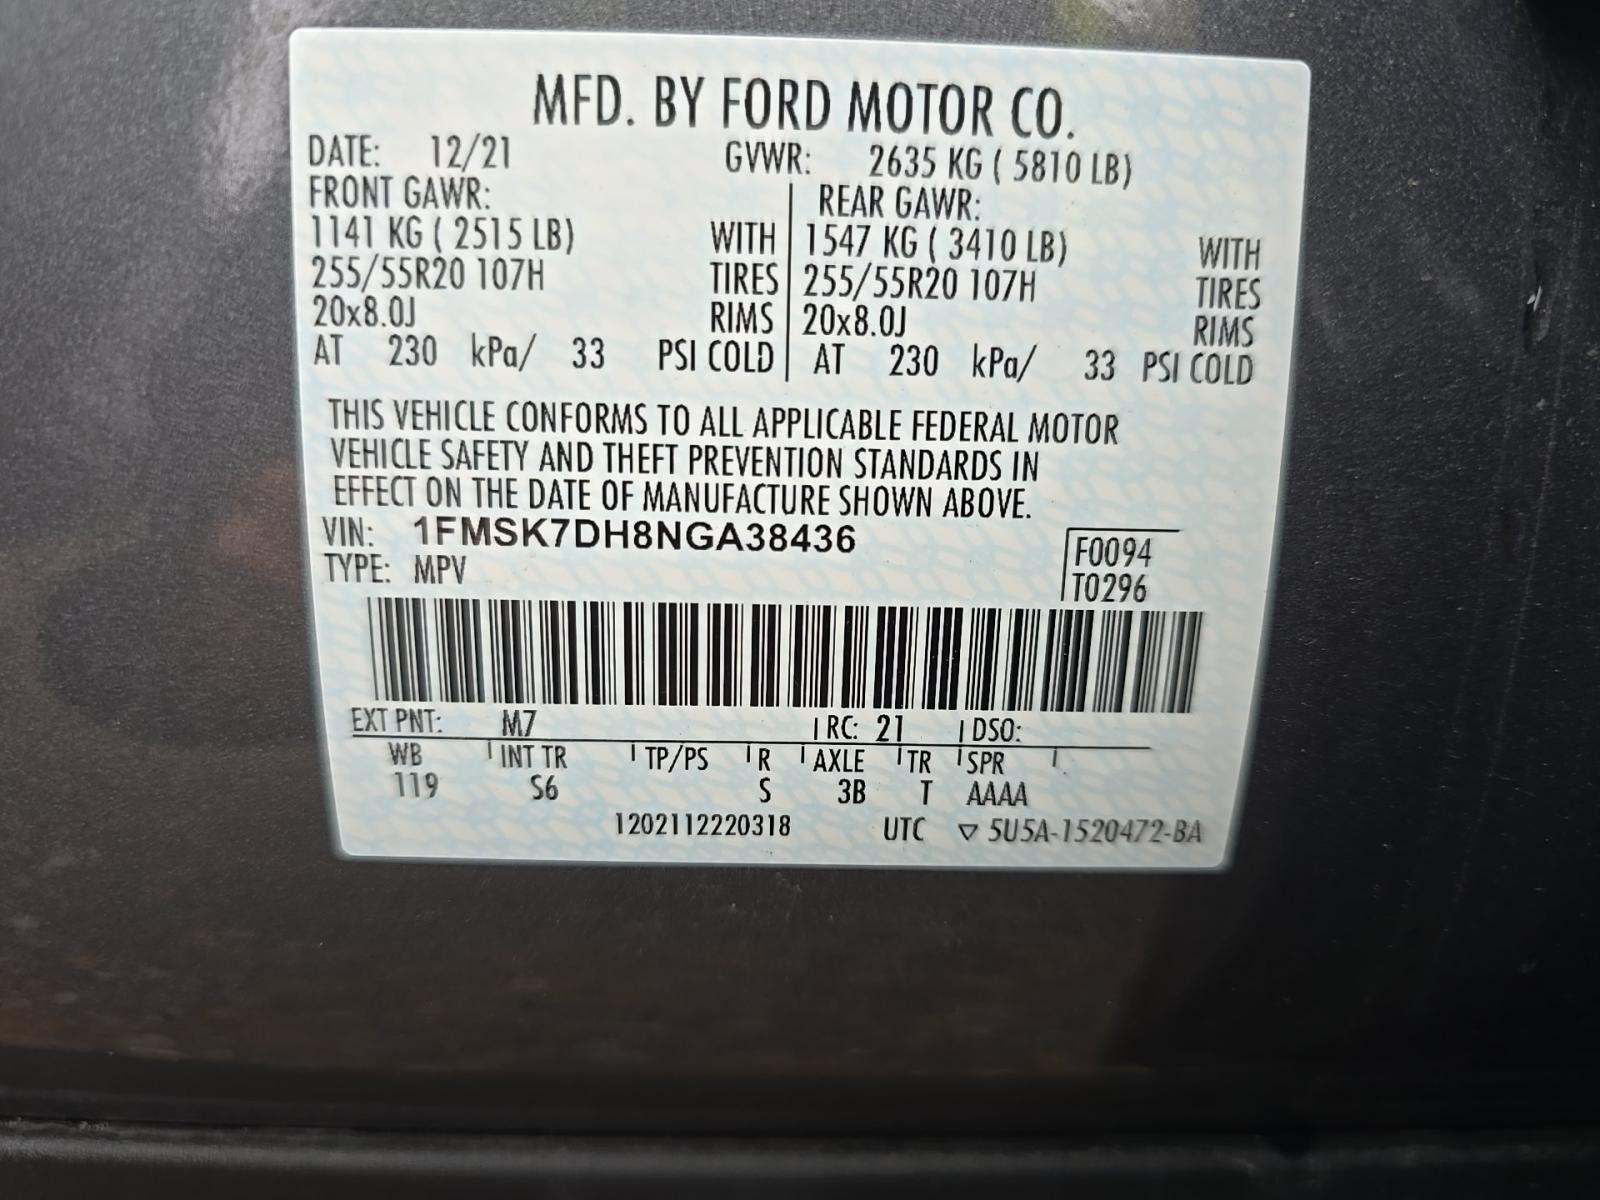 MFD. BY FORD MOTOR CO.
DATE: 12/21 GVWR: 2635 KG ( 5810 LB)
FRONT GAWR: REAR GAWR:
1141 KG ( 2515 LB) WITH 1547 KG ( 3410 LB) WITH
255/55R20 107H TIRES 255/55R20 107H TIRES
20x8.0J RIMS 20x8.0J RIMS
AT 230 kPa/ 33 PSI COLD AT 230 kPa/ 33 PSI COLD
THIS VEHICLE CONFORMS TO ALL APPLICABLE FEDERAL MOTOR
VEHICLE SAFETY AND THEFT PREVENTION STANDARDS IN
EFFECT ON THE DATE OF MANUFACTURE SHOWN ABOVE.
VIN: 1FMSK7DH8NGA38436 F0094
TYPE: MPV T0296
EXT PNT: M7 RC: 21 DSO:
WB INT TR TP/PS R AXLE TR SPR
119 S6 S 3B T AAAA
1202112220318 UTC ▽ 5U5A-1520472-BA